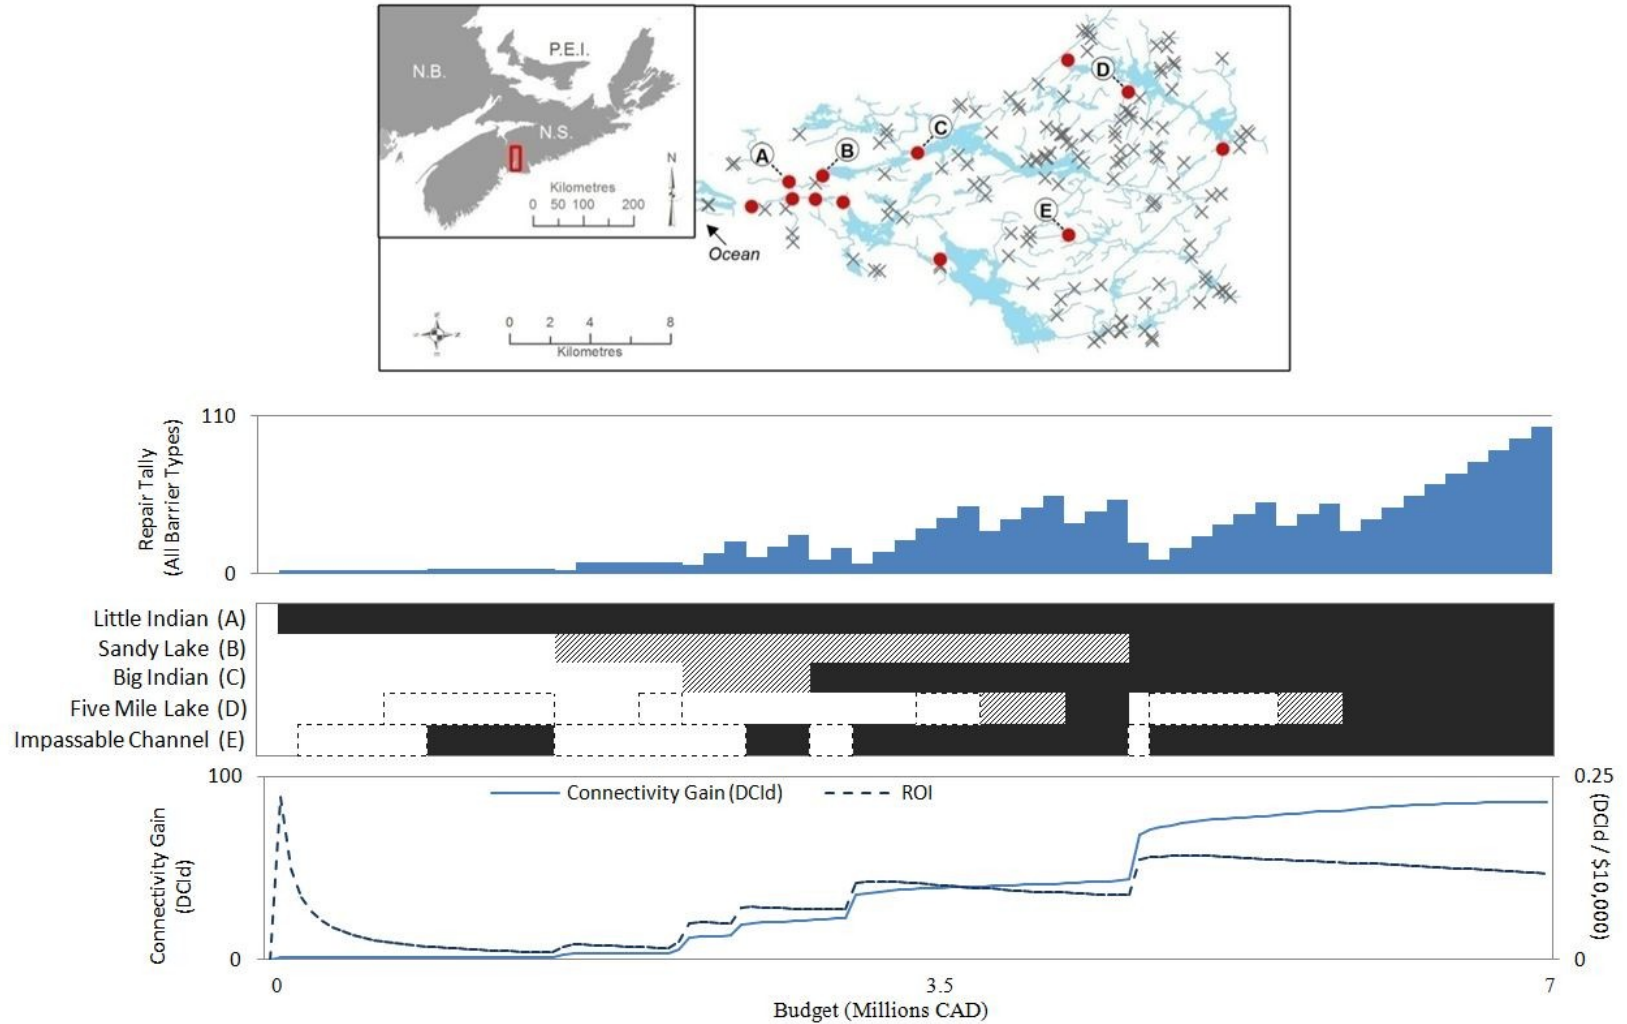 N.B.
P.E.I.
N.S.
N
Kilometres
0 50 100 200
A
B
C
D
E
Ocean
0 2 4 8
Kilometres
110
Repair Tally
(All Barrier Types)
0
Little Indian (A)
Sandy Lake (B)
Big Indian (C)
Five Mile Lake (D)
Impassable Channel (E)
100
0.25
Connectivity Gain (DCId)
ROI
Connectivity Gain
(DCId)
(DCId / $10,000)
0
0
0
3.5
7
Budget (Millions CAD)